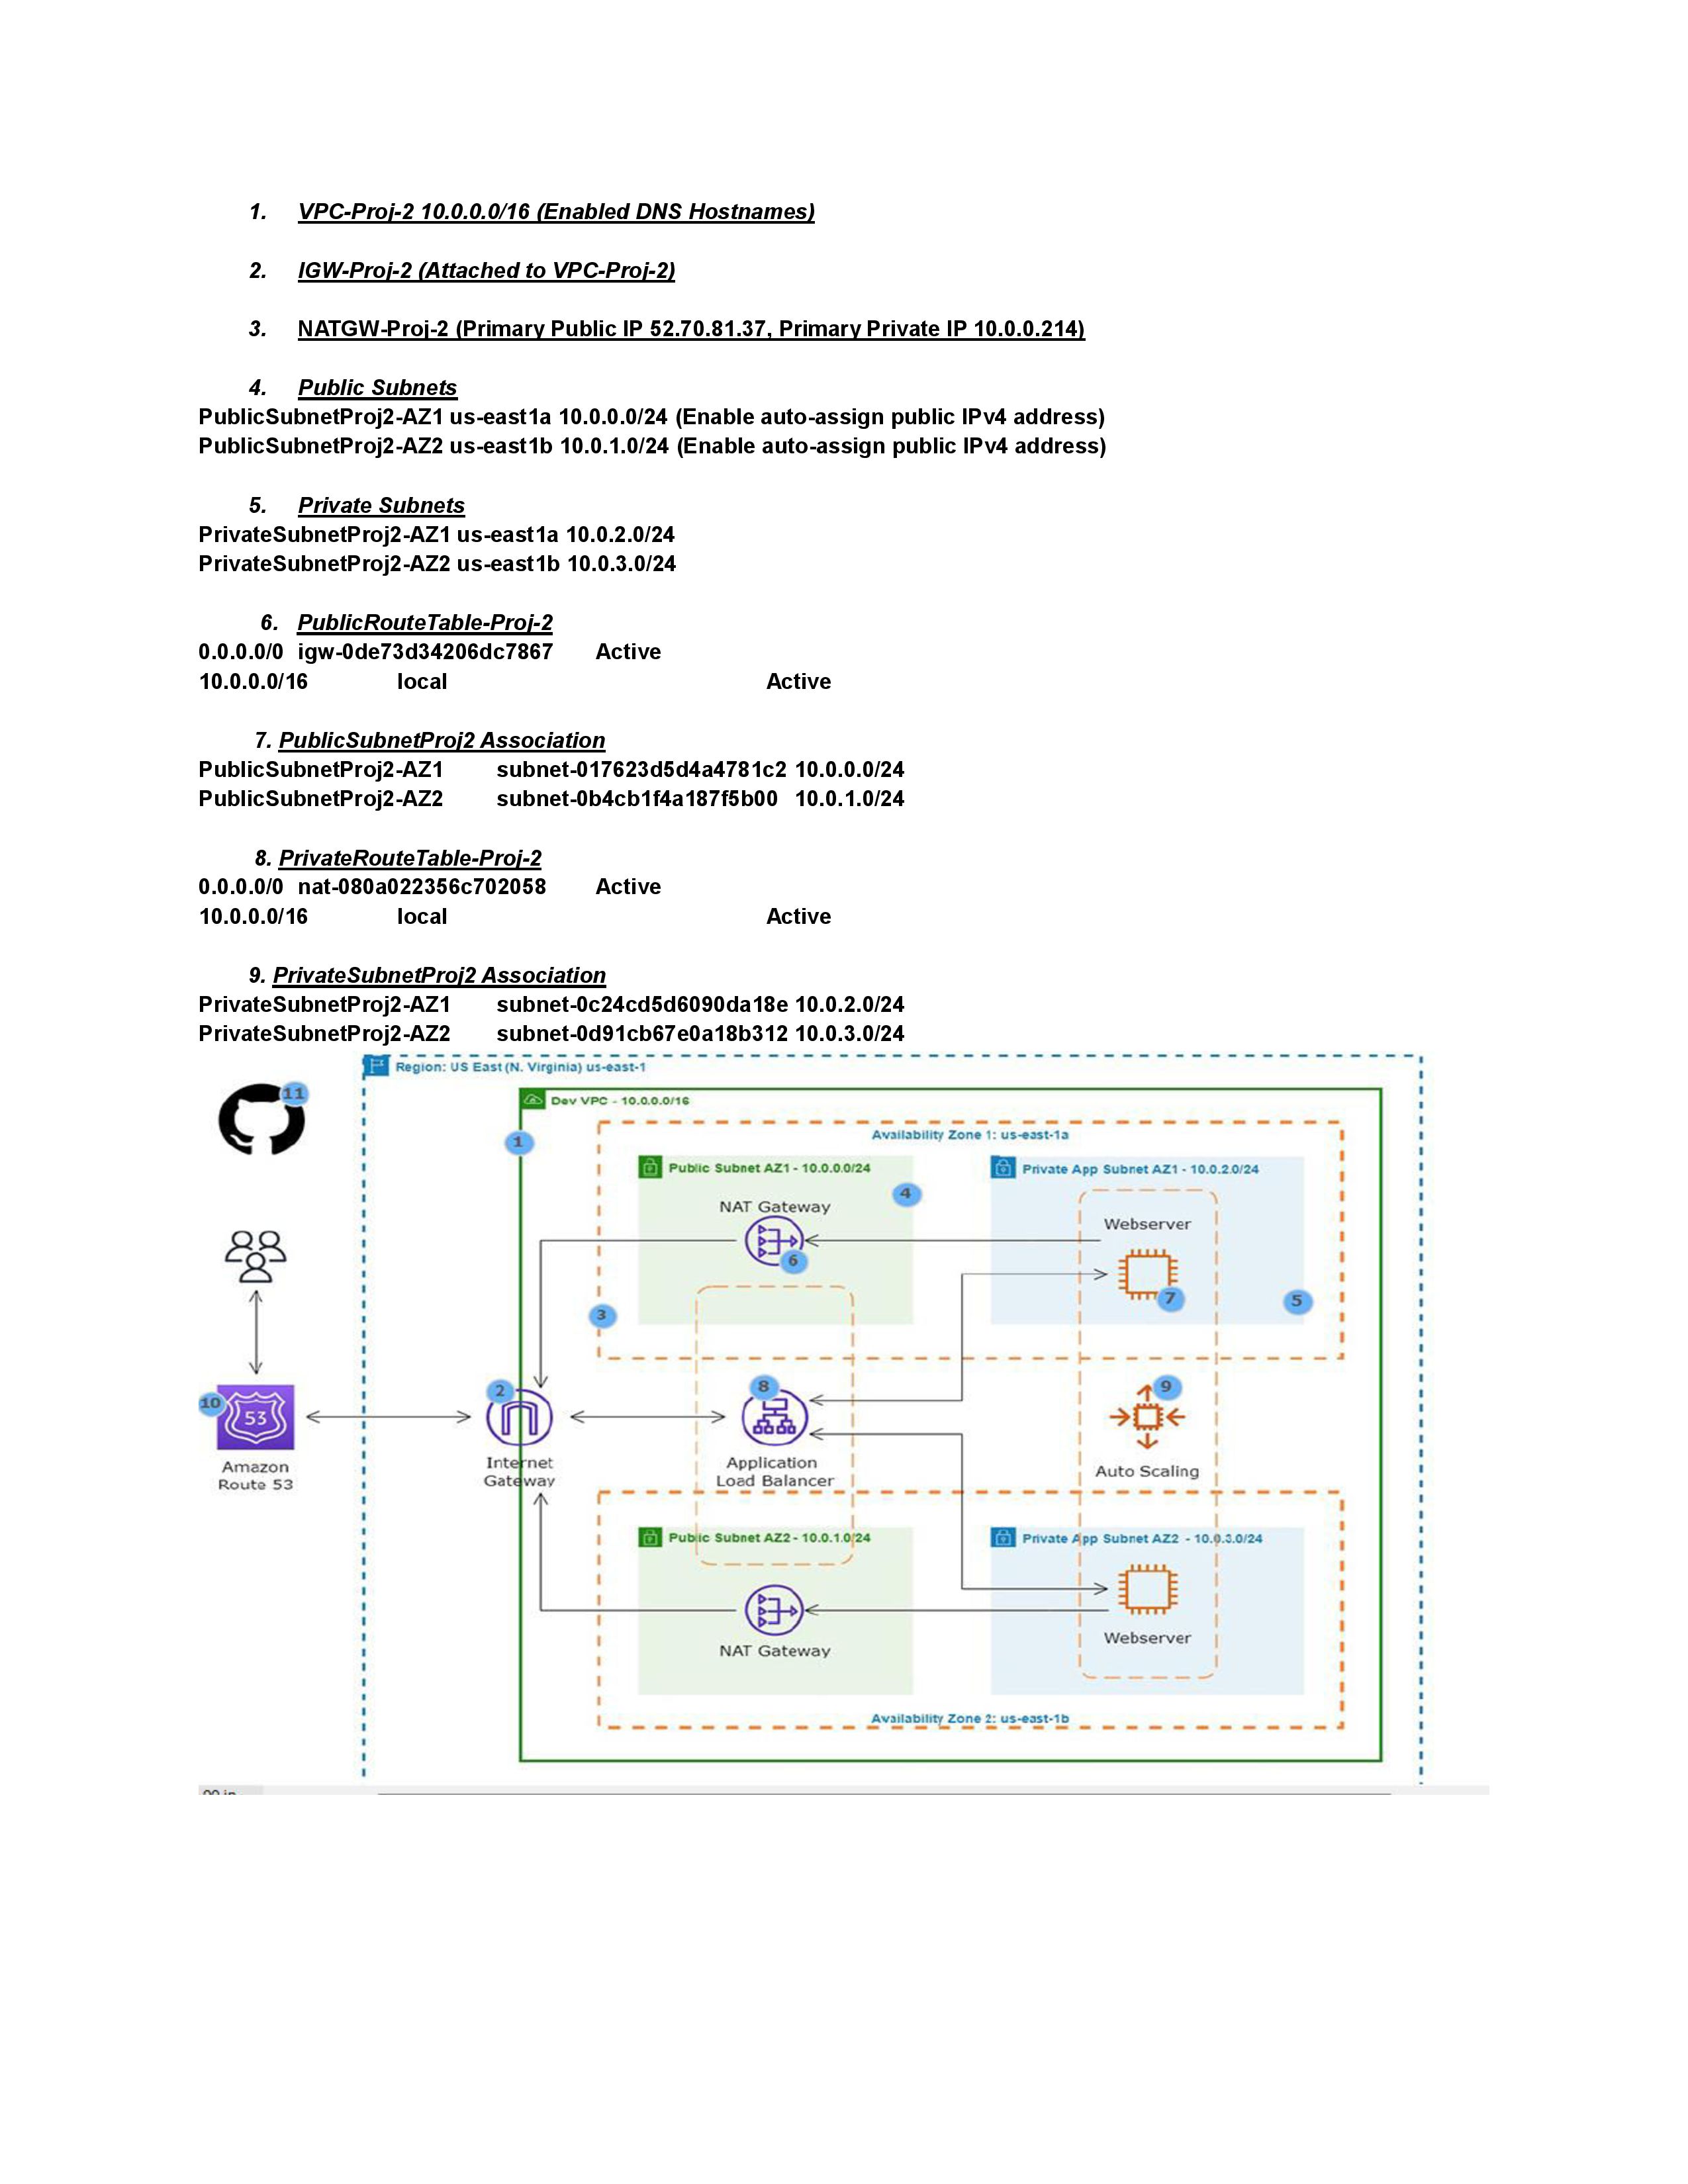 1. VPC-Proj-2 10.0.0.0/16 (Enabled DNS Hostnames)
2. IGW-Proj-2 (Attached to VPC-Proj-2)
3. NATGW-Proj-2 (Primary Public IP 52.70.81.37, Primary Private IP 10.0.0.214)
4. Public Subnets
PublicSubnetProj2-AZ1 us-east1a 10.0.0.0/24 (Enable auto-assign public IPv4 address)
PublicSubnetProj2-AZ2 us-east1b 10.0.1.0/24 (Enable auto-assign public IPv4 address)
5. Private Subnets
PrivateSubnetProj2-AZ1 us-east1a 10.0.2.0/24
PrivateSubnetProj2-AZ2 us-east1b 10.0.3.0/24
6. PublicRouteTable-Proj-2
0.0.0.0/0 igw-0de73d34206dc7867 Active
10.0.0.0/16 local Active
7. PublicSubnetProj2 Association
PublicSubnetProj2-AZ1 subnet-017623d5d4a4781c2 10.0.0.0/24
PublicSubnetProj2-AZ2 subnet-0b4cb1f4a187f5b00 10.0.1.0/24
8. PrivateRouteTable-Proj-2
0.0.0.0/0 nat-080a022356c702058 Active
10.0.0.0/16 local Active
9. PrivateSubnetProj2 Association
PrivateSubnetProj2-AZ1 subnet-0c24cd5d6090da18e 10.0.2.0/24
PrivateSubnetProj2-AZ2 subnet-0d91cb67e0a18b312 10.0.3.0/24
Region: US East (N. Virginia) us-east-1
11
Dev VPC - 10.0.0.0/16
1
Availability Zone 1: us-east-1a
Public Subnet AZ1 - 10.0.0.0/24
Private App Subnet AZ1 - 10.0.2.0/24
4
NAT Gateway
Webserver
6
7
5
3
2
8
9
10
53
Amazon
Route 53
Internet
Gateway
Application
Load Balancer
Auto Scaling
Public Subnet AZ2 - 10.0.1.0/24
Private App Subnet AZ2 - 10.0.3.0/24
NAT Gateway
Webserver
Availability Zone 2: us-east-1b